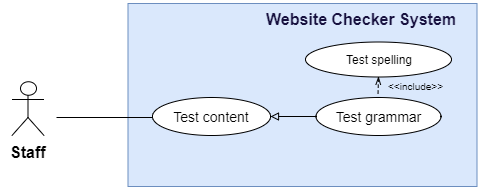 Website Checker System
Test spelling
<<include>>
Test content
Test grammar
Staff